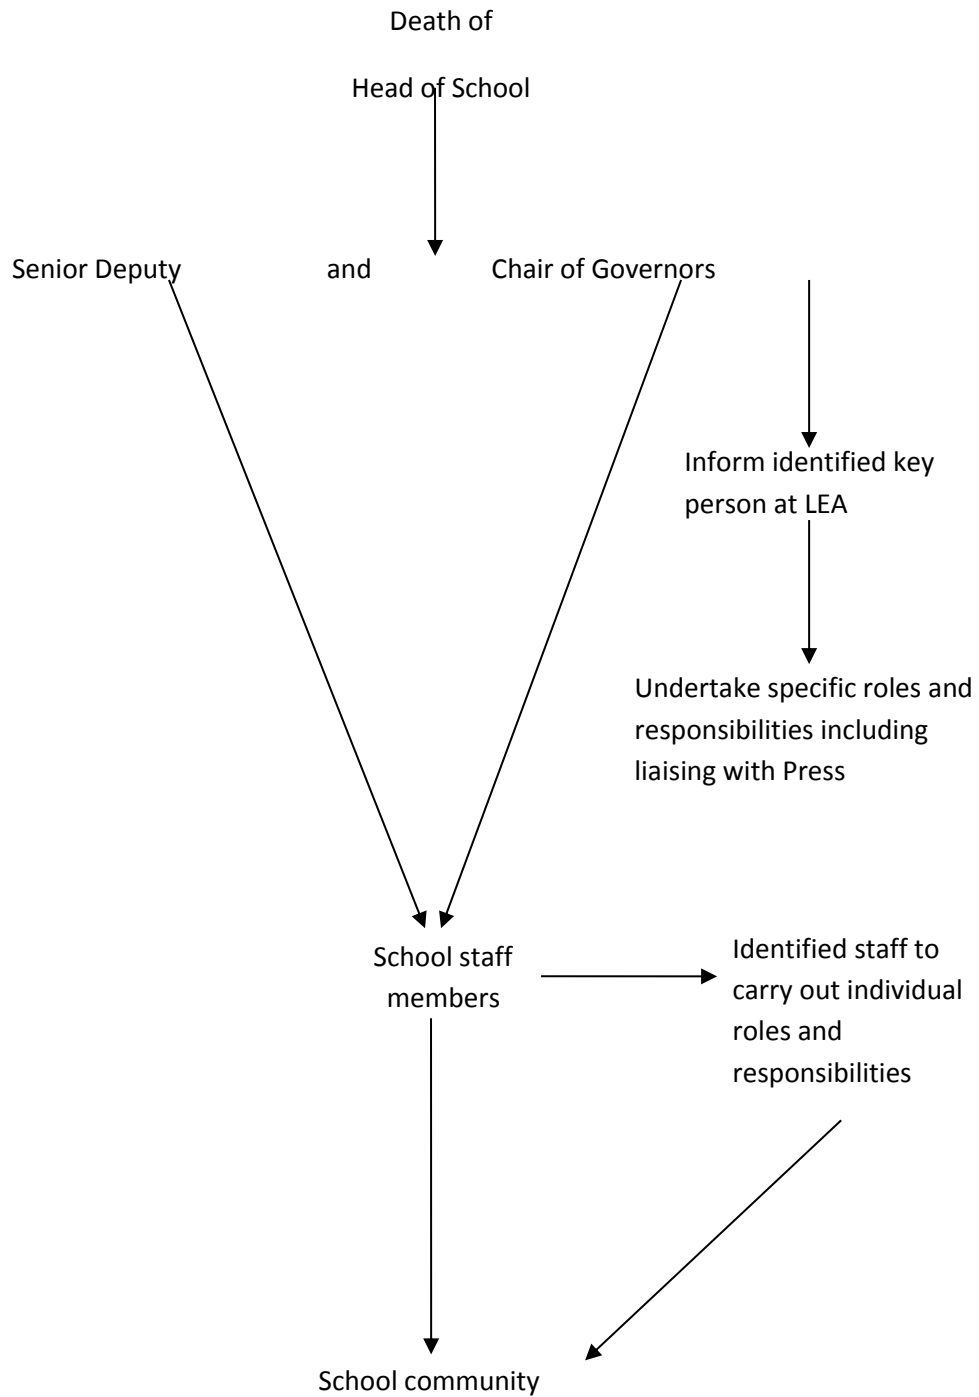 Death of
Head of School
Senior Deputy and Chair of Governors
Inform identified key
person at LEA
Undertake specific roles and
responsibilities including
liaising with Press
School staff
members
Identified staff to
carry out individual
roles and
responsibilities
School community